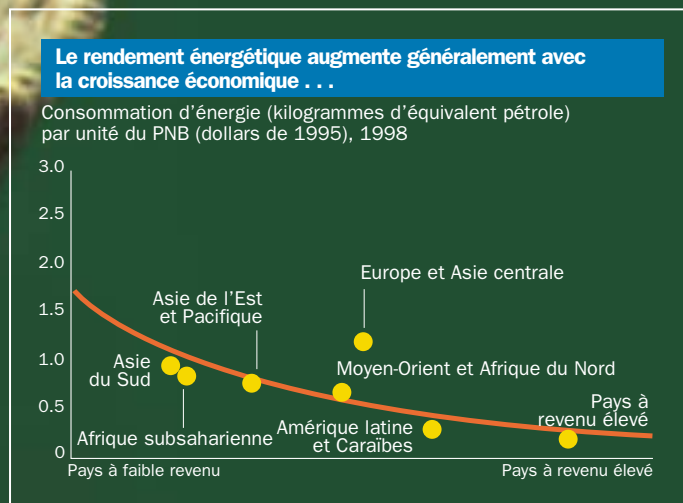 Le rendement énergétique augmente généralement avec
la croissance économique . . .
Consommation d'énergie (kilogrammes d'équivalent pétrole)
par unité du PNB (dollars de 1995), 1998
3.0
2.5
2.0
1.5
1.0
0.5
0
Europe et Asie centrale
Asie de l'Est
et Pacifique
Asie
du Sud
Moyen-Orient et Afrique du Nord
Pays à
revenu élevé
Afrique subsaharienne
Amérique latine
et Caraïbes
Pays à faible revenu
Pays à revenu élevé